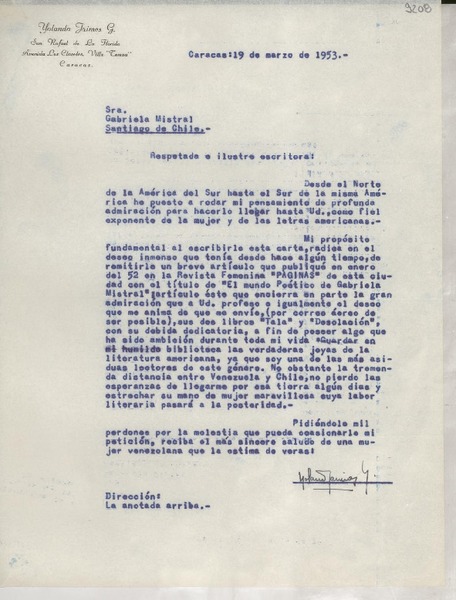 9208
Yolanda Jaimes G.
San Rafael de La Florida
Avenida Los Claveles, Villa "Teresa"
Caracas.
Caracas:19 de marzo de 1953.-
Sra.
Gabriela Mistral
Santiago de Chile.-
Respetada e ilustre escritora:
Desde el Norte
de la América del Sur hasta el Sur de la misma Amé-
rica he puesto a rodar mi pensamiento de profunda
admiración para hacerlo llegar hasta Ud.,como fiel
exponente de la mujer y de las letras americanas.
Mi propósito
fundamental al escribirle esta carta,radica en el
deseo inmenso que tenía desde hace algún tiempo,de
remitirle un breve artículo que publiqué en enero
del 52 en la Revista Femenina "PAGINAS" de esta ciu-
dad con el título de "El mundo Poético de Gabriela
Mistral"(artículo éste que encierra en parte la gran
admiración que a Ud. profeso e igualmente el deseo
que me anima de que me envíe,(por correo aéreo de
ser posible),sus dos libros "Tala" y "Desolación",
con su debida dedicatoria, a fin de poseer algo que
ha sido ambición durante toda mi vida :Guardar en
mi humilde biblioteca las verdaderas joyas de la
literatura americana, ya que soy una de las más asi-
duas lectoras de este género. No obstante la tremen-
da distancia entre Venezuela y Chile,no pierdo las
esperanzas de llegarme por esa tierra algún días y
estrechar su mano de mujer maravillosa cuya labor
literaria pasará a la posteridad.
Pidiéndole mil
perdones por la molestia que pueda ocasionarle mi
petición, reciba el más sincero saludo de una mu-
jer venezolana que la estima de veras:
Dirección:
La anotada arriba.-